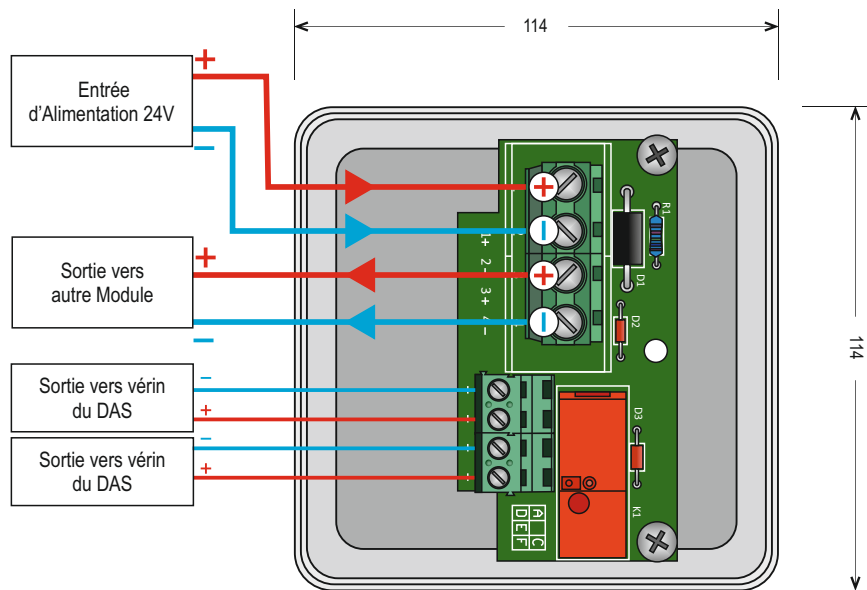 114
+
Entrée
d'Alimentation 24V
−
+
Sortie vers
autre Module
−
−
Sortie vers vérin
du DAS
+
−
Sortie vers vérin
du DAS
+
+
−
+
−
1+
2-
3+
4-
R1
D1
D2
D3
K1
A C
D E F
114